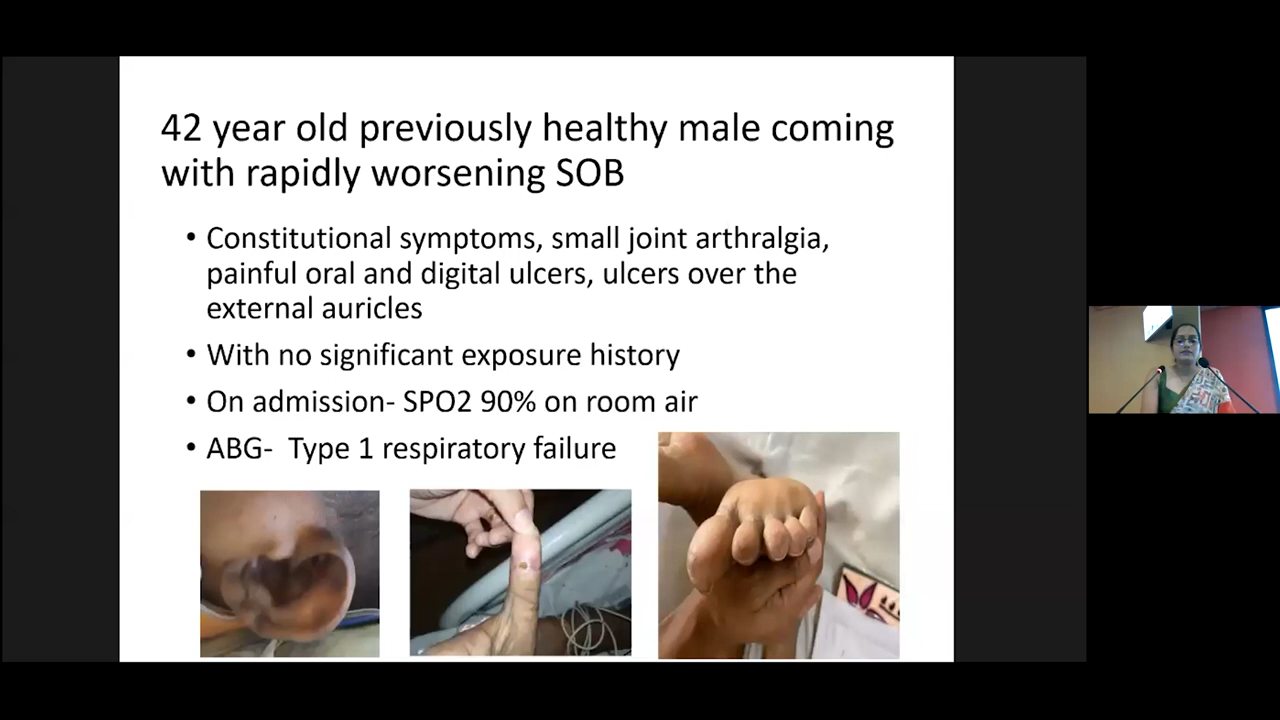 42 year old previously healthy male coming
with rapidly worsening SOB
• Constitutional symptoms, small joint arthralgia,
painful oral and digital ulcers, ulcers over the
external auricles
• With no significant exposure history
• On admission- SPO2 90% on room air
• ABG- Type 1 respiratory failure